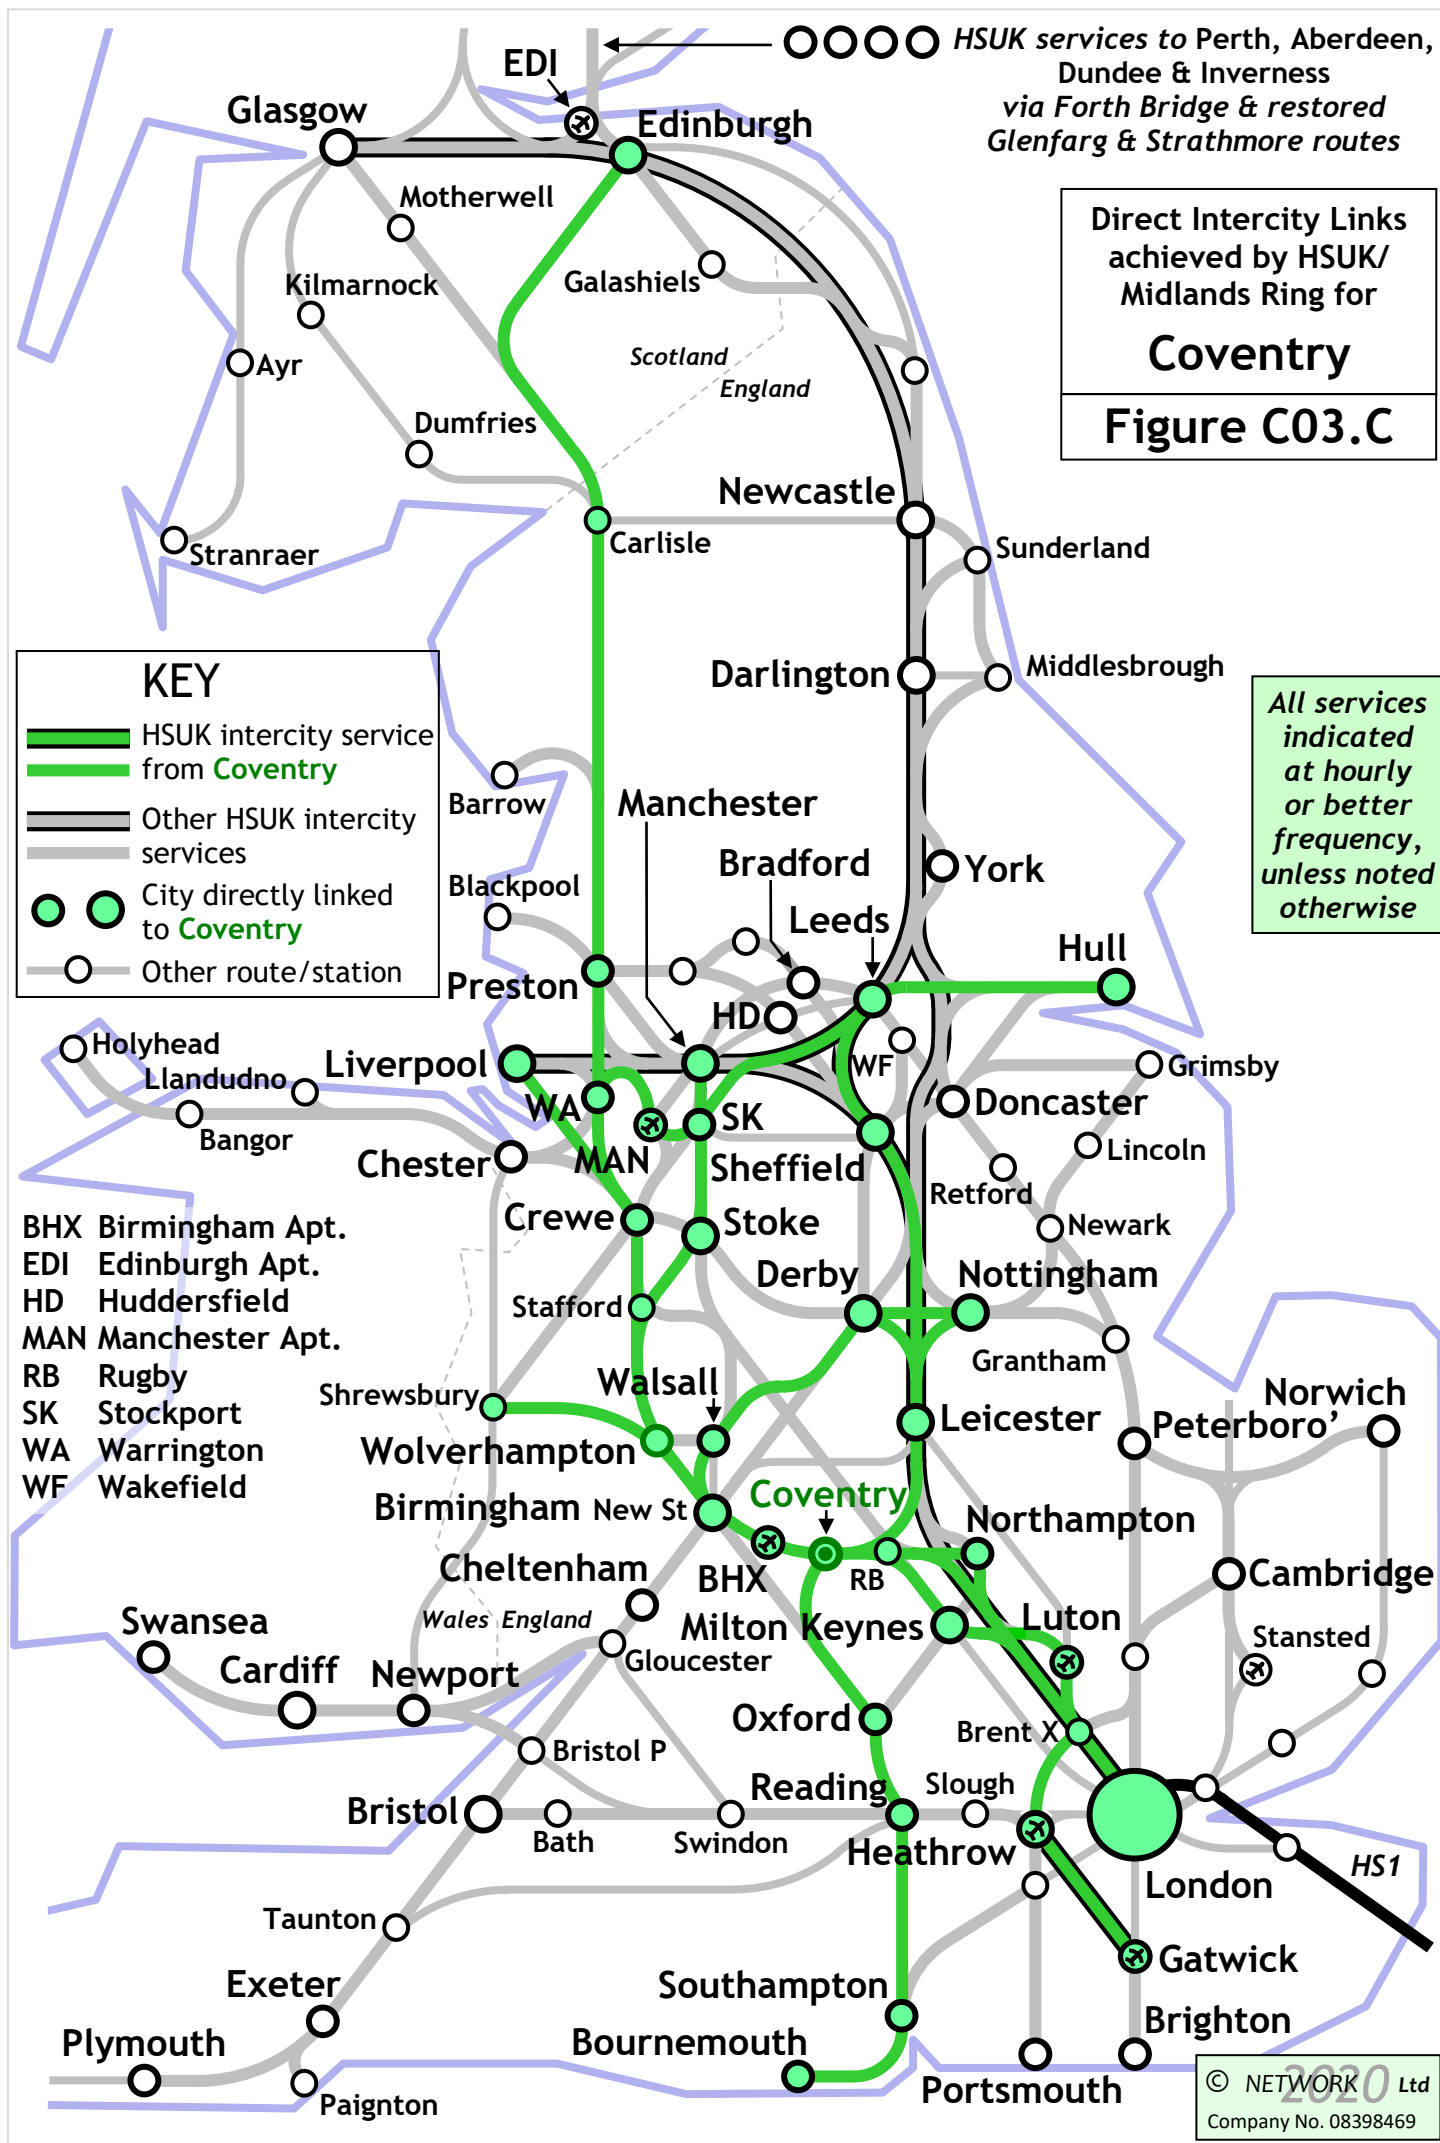 HSUK services to Perth, Aberdeen,
Dundee & Inverness
via Forth Bridge & restored
Glenfarg & Strathmore routes
EDI
Glasgow
Edinburgh
Direct Intercity Links
achieved by HSUK/
Midlands Ring for
Coventry
Figure C03.C
Motherwell
Galashiels
Kilmarnock
Scotland
England
Ayr
Dumfries
Newcastle
Carlisle
Sunderland
Stranraer
Darlington
Middlesbrough
KEY
HSUK intercity service
from Coventry
Other HSUK intercity
services
City directly linked
to Coventry
Other route/station
All services
indicated
at hourly
or better
frequency,
unless noted
otherwise
Barrow
Manchester
Bradford
York
Blackpool
Leeds
Hull
Preston
HD
Holyhead
Llandudno
Liverpool
WF
Grimsby
WA
SK
Doncaster
Bangor
Chester
MAN
Sheffield
Lincoln
Retford
Crewe
Stoke
Newark
BHX Birmingham Apt.
EDI Edinburgh Apt.
HD Huddersfield
MAN Manchester Apt.
RB Rugby
SK Stockport
WA Warrington
WF Wakefield
Derby
Nottingham
Stafford
Grantham
Shrewsbury
Walsall
Norwich
Leicester
Peterboro'
Wolverhampton
Coventry
Birmingham New St
Northampton
Cheltenham
BHX
RB
Cambridge
Swansea
Wales England
Milton Keynes
Luton
Stansted
Cardiff
Newport
Gloucester
Oxford
Brent X
Bristol P
Reading
Slough
Bristol
Bath
Swindon
Heathrow
HS1
London
Taunton
Gatwick
Exeter
Southampton
Brighton
Plymouth
Bournemouth
Portsmouth
Paignton
© NETWORK 2020 Ltd
Company No. 08398469